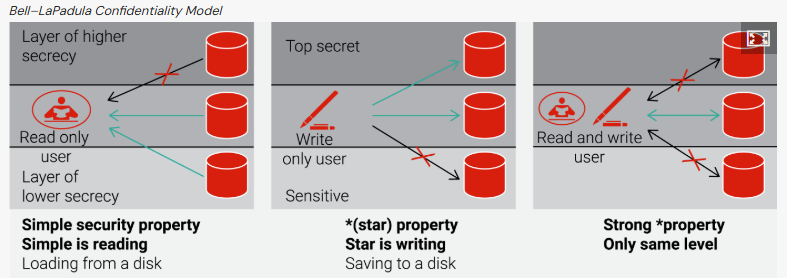 Bell–LaPadula Confidentiality Model
Layer of higher
secrecy
Read only
user
Layer of
lower secrecy
Simple security property
Simple is reading
Loading from a disk
Top secret
Write
only user
Sensitive
*(star) property
Star is writing
Saving to a disk
Read and write
user
Strong *property
Only same level